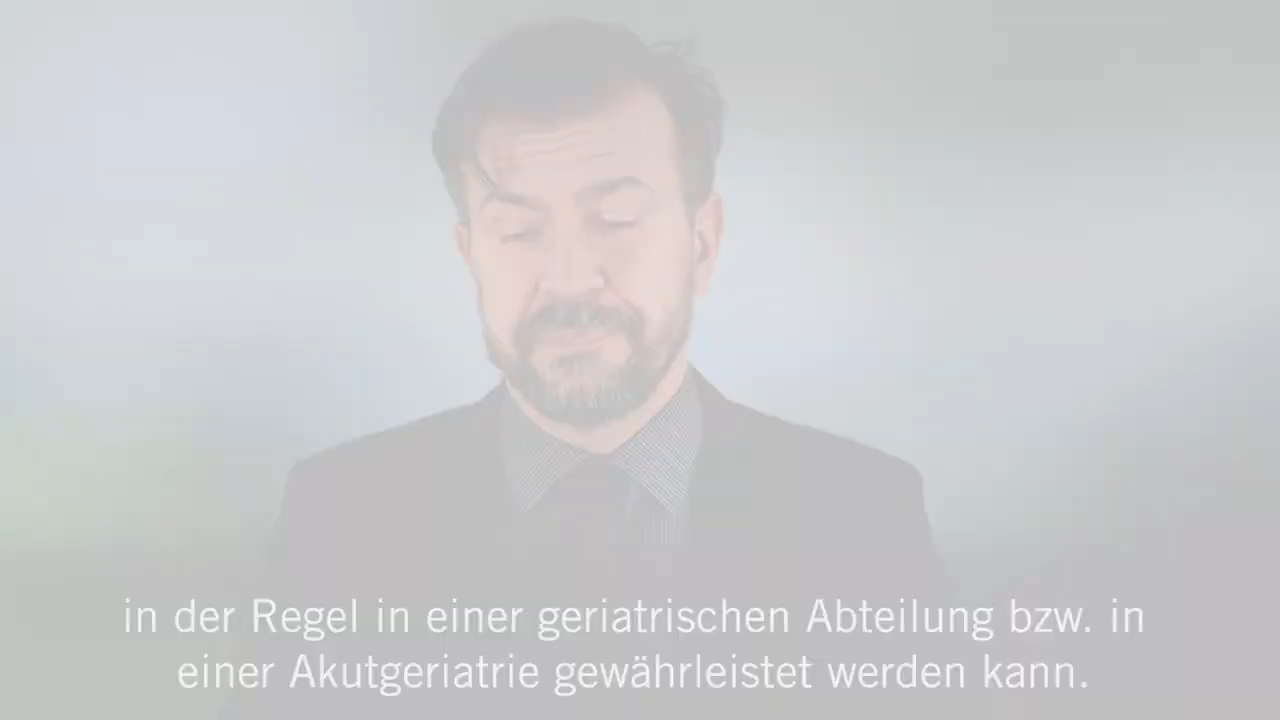 in der Regel in einer geriatrischen Abteilung bzw. in
einer Akutgeriatrie gewährleistet werden kann.